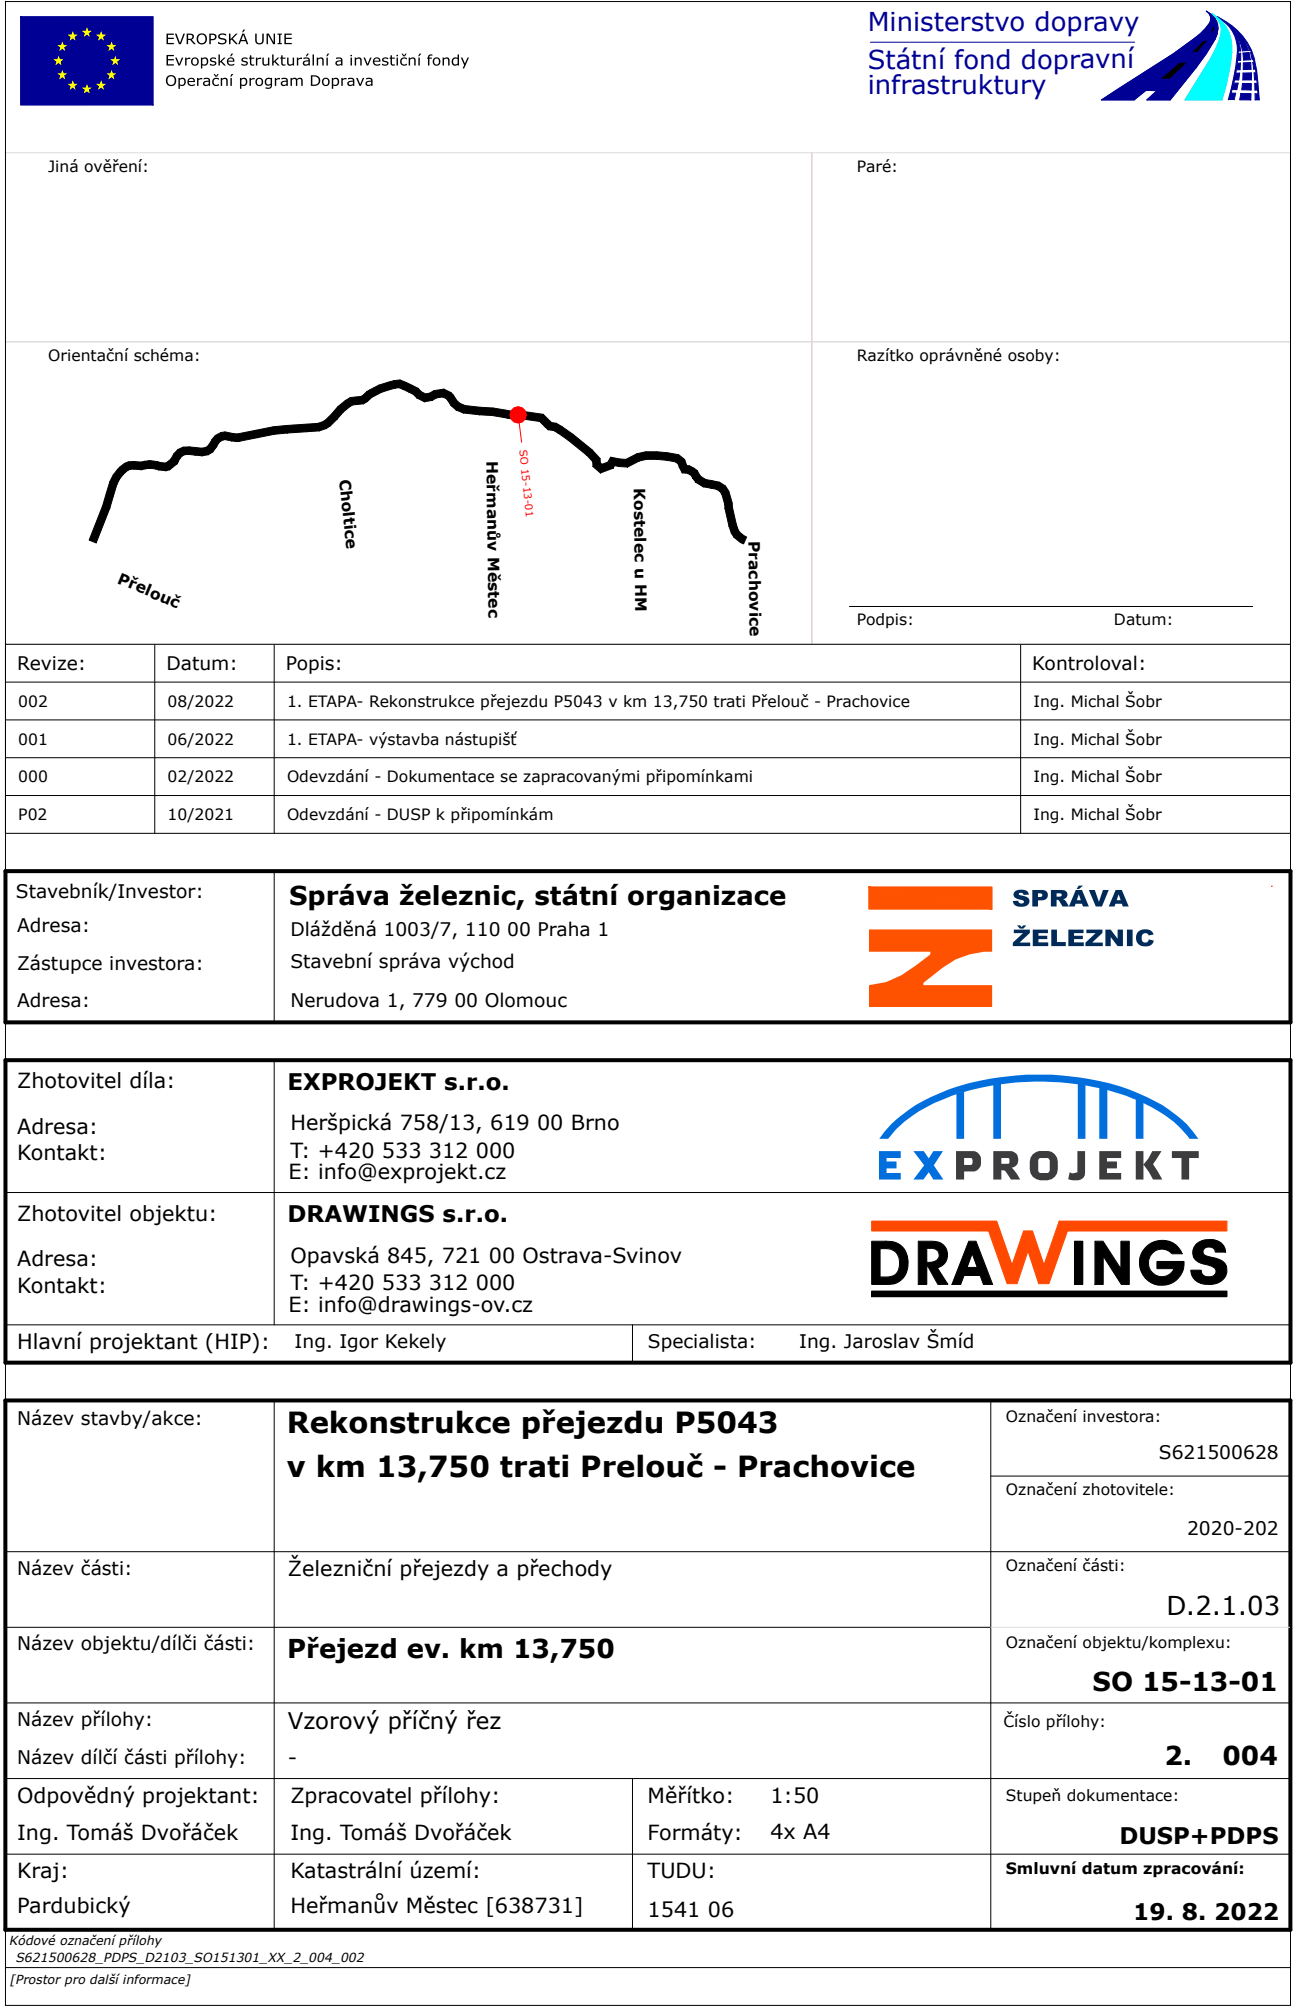 EVROPSKÁ UNIE
Evropské strukturální a investiční fondy
Operační program Doprava
Ministerstvo dopravy
Státní fond dopravní
infrastruktury
Jiná ověření:
Paré:
Orientační schéma:
Razítko oprávněné osoby:
Přelouč
Choltice
Heřmanův Městec
SO 15-13-01
Kostelec u HM
Prachovice
Podpis: Datum:
Revize: Datum: Popis: Kontroloval:
002 08/2022 1. ETAPA- Rekonstrukce přejezdu P5043 v km 13,750 trati Přelouč - Prachovice Ing. Michal Šobr
001 06/2022 1. ETAPA- výstavba nástupišť Ing. Michal Šobr
000 02/2022 Odevzdání - Dokumentace se zapracovanými připomínkami Ing. Michal Šobr
P02 10/2021 Odevzdání - DUSP k připomínkám Ing. Michal Šobr
Stavebník/Investor: Správa železnic, státní organizace
Adresa: Dlážděná 1003/7, 110 00 Praha 1
Zástupce investora: Stavební správa východ
Adresa: Nerudova 1, 779 00 Olomouc
SPRÁVA
ŽELEZNIC
Zhotovitel díla: EXPROJEKT s.r.o.
Adresa: Heršpická 758/13, 619 00 Brno
Kontakt: T: +420 533 312 000
E: info@exprojekt.cz
EXPROJEKT
Zhotovitel objektu: DRAWINGS s.r.o.
Adresa: Opavská 845, 721 00 Ostrava-Svinov
Kontakt: T: +420 533 312 000
E: info@drawings-ov.cz
DRAWINGS
Hlavní projektant (HIP): Ing. Igor Kekely Specialista: Ing. Jaroslav Šmíd
Název stavby/akce: Rekonstrukce přejezdu P5043
v km 13,750 trati Prelouč - Prachovice
Označení investora:
S621500628
Označení zhotovitele:
2020-202
Název části: Železniční přejezdy a přechody
Označení části:
D.2.1.03
Název objektu/dílči části: Přejezd ev. km 13,750
Označení objektu/komplexu:
SO 15-13-01
Název přílohy: Vzorový příčný řez
Název dílčí části přílohy: -
Číslo přílohy:
2. 004
Odpovědný projektant: Zpracovatel přílohy: Měřítko: 1:50 Stupeň dokumentace:
Ing. Tomáš Dvořáček Ing. Tomáš Dvořáček Formáty: 4x A4 DUSP+PDPS
Kraj: Katastrální území: TUDU: Smluvní datum zpracování:
Pardubický Heřmanův Městec [638731] 1541 06 19. 8. 2022
Kódové označení přílohy
S621500628_PDPS_D2103_SO151301_XX_2_004_002
[Prostor pro další informace]